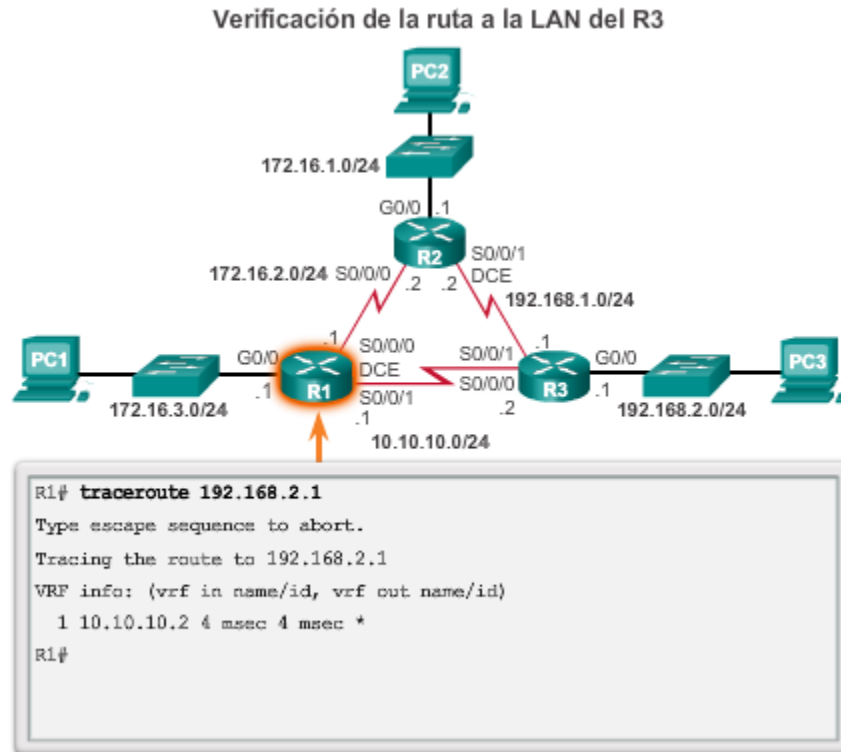 Verificación de la ruta a la LAN del R3
PC2
172.16.1.0/24
G0/0 .1
R2
S0/0/1
172.16.2.0/24 S0/0/0
DCE
.2 .2
192.168.1.0/24
.1 .1
PC1
G0/0
S0/0/0
S0/0/1
G0/0
PC3
DCE
.1
R1
S0/0/1
S0/0/0
R3
.1
172.16.3.0/24
.1
.2
192.168.2.0/24
10.10.10.0/24
R1# traceroute 192.168.2.1
Type escape sequence to abort.
Tracing the route to 192.168.2.1
VRF info: (vrf in name/id, vrf out name/id)
1 10.10.10.2 4 msec 4 msec *
R1#